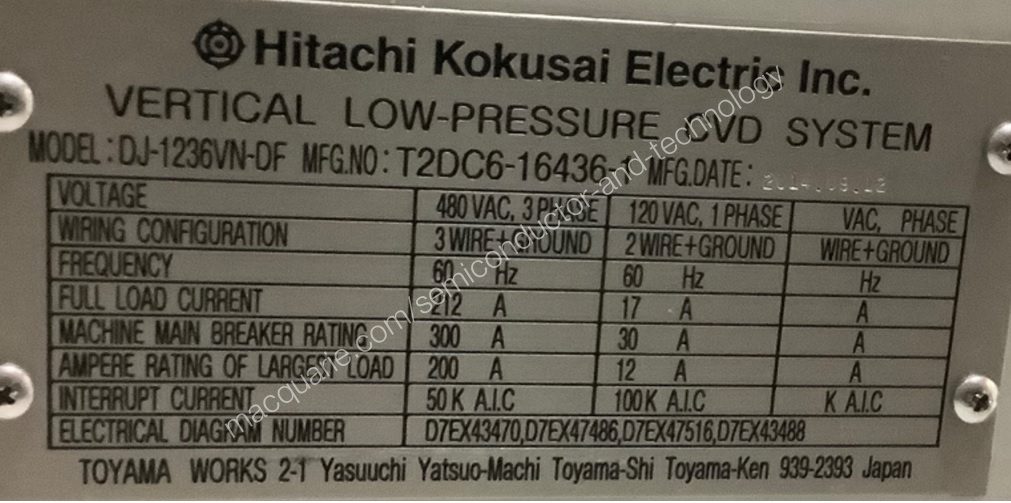 Hitachi Kokusai Electric Inc.
VERTICAL LOW-PRESSURE CVD SYSTEM
MODEL: DJ-1236VN-DF MFG.NO: T2DC6-16436-1 MFG.DATE: 2014.09.12
VOLTAGE 480 VAC, 3 PHASE 120 VAC, 1 PHASE VAC, PHASE
WIRING CONFIGURATION 3 WIRE+GROUND 2 WIRE+GROUND WIRE+GROUND
FREQUENCY 60 Hz 60 Hz Hz
FULL LOAD CURRENT 212 A 17 A A
MACHINE MAIN BREAKER RATING 300 A 30 A A
AMPERE RATING OF LARGEST LOAD 200 A 12 A A
INTERRUPT CURRENT 50 K A.I.C 100 K A.I.C K A.I.C
ELECTRICAL DIAGRAM NUMBER D7EX43470,D7EX47486,D7EX47516,D7EX43488
TOYAMA WORKS 2-1 Yasuuchi Yatsuo-Machi Toyama-Shi Toyama-Ken 939-2393 Japan
macquarie.com/semiconductor-and-technology